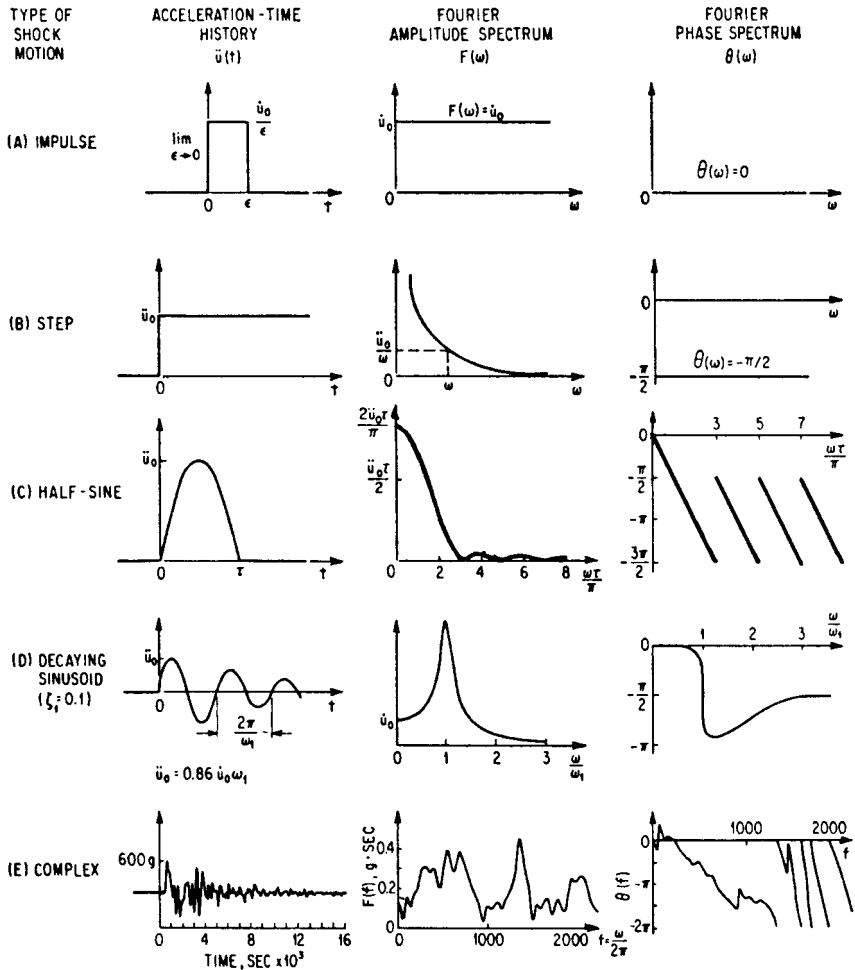 TYPE OF SHOCK MOTION
ACCELERATION-TIME HISTORY ü(t)
FOURIER AMPLITUDE SPECTRUM F(ω)
FOURIER PHASE SPECTRUM θ(ω)
(A) IMPULSE
lim ε→0
u̇₀/ε
0 ε t
u̇₀
F(ω)=u̇₀
0 ω
θ(ω)=0
0 ω
(B) STEP
ü₀
0 t
ü₀/ω
0 ω ω
0 ω
θ(ω)=-π/2
-π/2
(C) HALF-SINE
ü₀
0 τ t
2ü₀τ/π
ü₀τ/2
0 2 4 6 8 ωτ/π
0 3 5 7 ωτ/π
-π/2
-π
-3π/2
(D) DECAYING SINUSOID (ζ₁=0.1)
ü₀
0 t
2π/ω₁
ü₀ = 0.86 u̇₀ω₁
u̇₀
0 1 2 3 ω/ω₁
0 1 2 3 ω/ω₁
-π/2
-π
(E) COMPLEX
600 g
0 4 8 12 16
TIME, SEC ×10³
F(f), g·SEC
0.4
0.2
0
0 1000 2000 f=ω/2π
θ(f)
0 1000 2000 f
-π
-2π